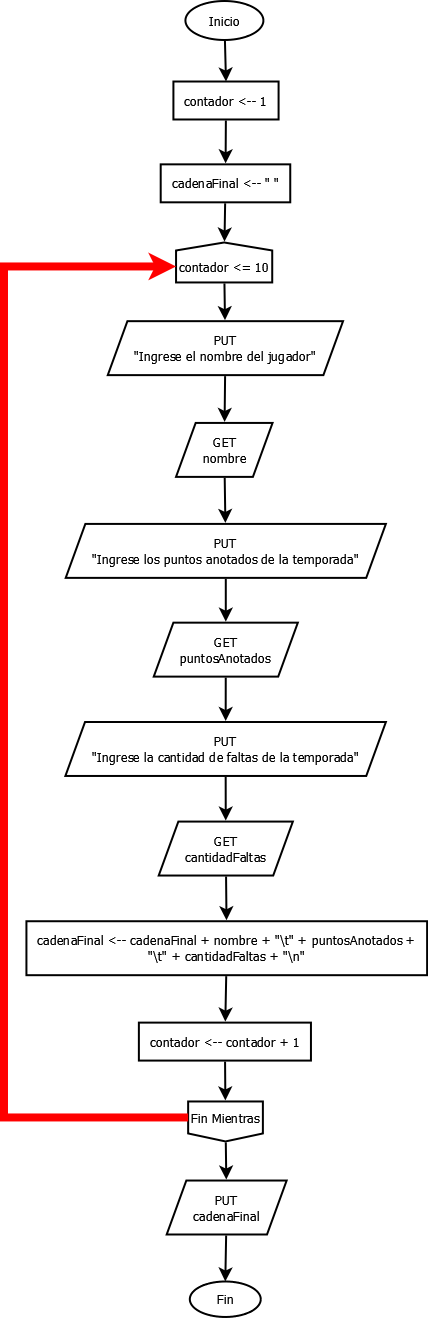 Inicio
contador <-- 1
cadenaFinal <-- " "
contador <= 10
PUT
"Ingrese el nombre del jugador"
GET
nombre
PUT
"Ingrese los puntos anotados de la temporada"
GET
puntosAnotados
PUT
"Ingrese la cantidad de faltas de la temporada"
GET
cantidadFaltas
cadenaFinal <-- cadenaFinal + nombre + "\t" + puntosAnotados +
"\t" + cantidadFaltas + "\n"
contador <-- contador + 1
Fin Mientras
PUT
cadenaFinal
Fin